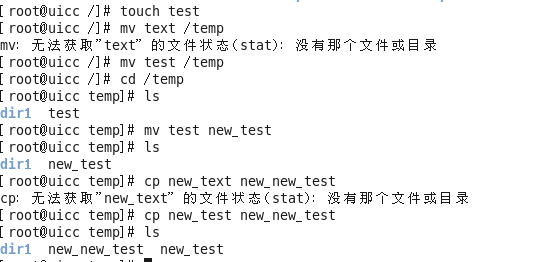 [root@uicc /]# touch test
[root@uicc /]# mv text /temp
mv: 无法获取"text" 的文件状态(stat): 没有那个文件或目录
[root@uicc /]# mv test /temp
[root@uicc /]# cd /temp
[root@uicc temp]# ls
dir1  test
[root@uicc temp]# mv test new_test
[root@uicc temp]# ls
dir1  new_test
[root@uicc temp]# cp new_text new_new_test
cp: 无法获取"new_text" 的文件状态(stat): 没有那个文件或目录
[root@uicc temp]# cp new_test new_new_test
[root@uicc temp]# ls
dir1  new_new_test  new_test